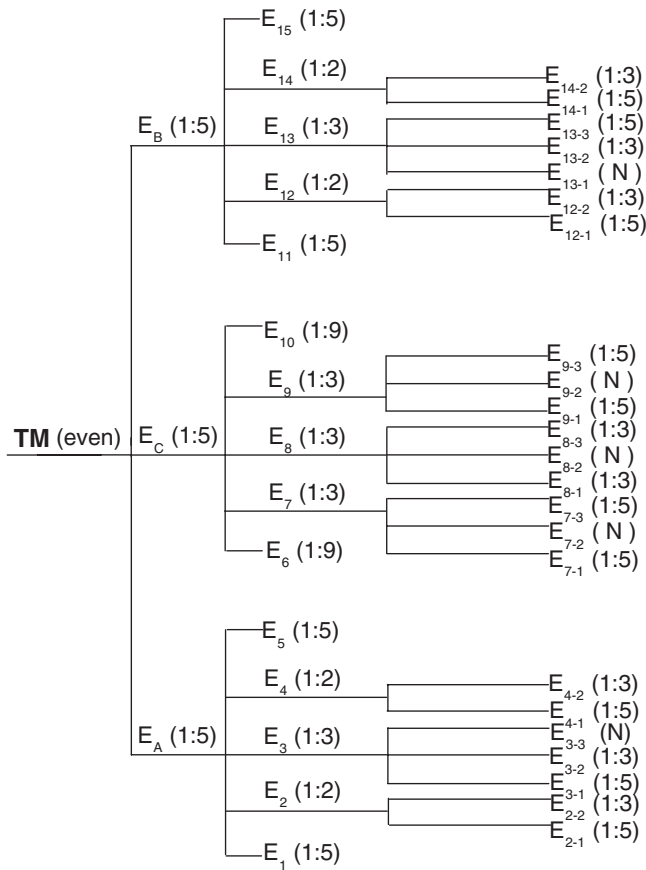 E15 (1:5)
E14 (1:2)
E14-2 (1:3)
E14-1 (1:5)
EB (1:5)
E13 (1:3)
E13-3 (1:5)
E13-2 (1:3)
E13-1 ( N )
E12 (1:2)
E12-2 (1:3)
E12-1 (1:5)
E11 (1:5)
E10 (1:9)
E9 (1:3)
E9-3 (1:5)
E9-2 ( N )
E9-1 (1:5)
TM (even)
EC (1:5)
E8 (1:3)
E8-3 (1:3)
E8-2 ( N )
E8-1 (1:3)
E7 (1:3)
E7-3 (1:5)
E7-2 ( N )
E7-1 (1:5)
E6 (1:9)
E5 (1:5)
E4 (1:2)
E4-2 (1:3)
E4-1 (1:5)
EA (1:5)
E3 (1:3)
E3-3 (N)
E3-2 (1:3)
E3-1 (1:5)
E2 (1:2)
E2-2 (1:3)
E2-1 (1:5)
E1 (1:5)